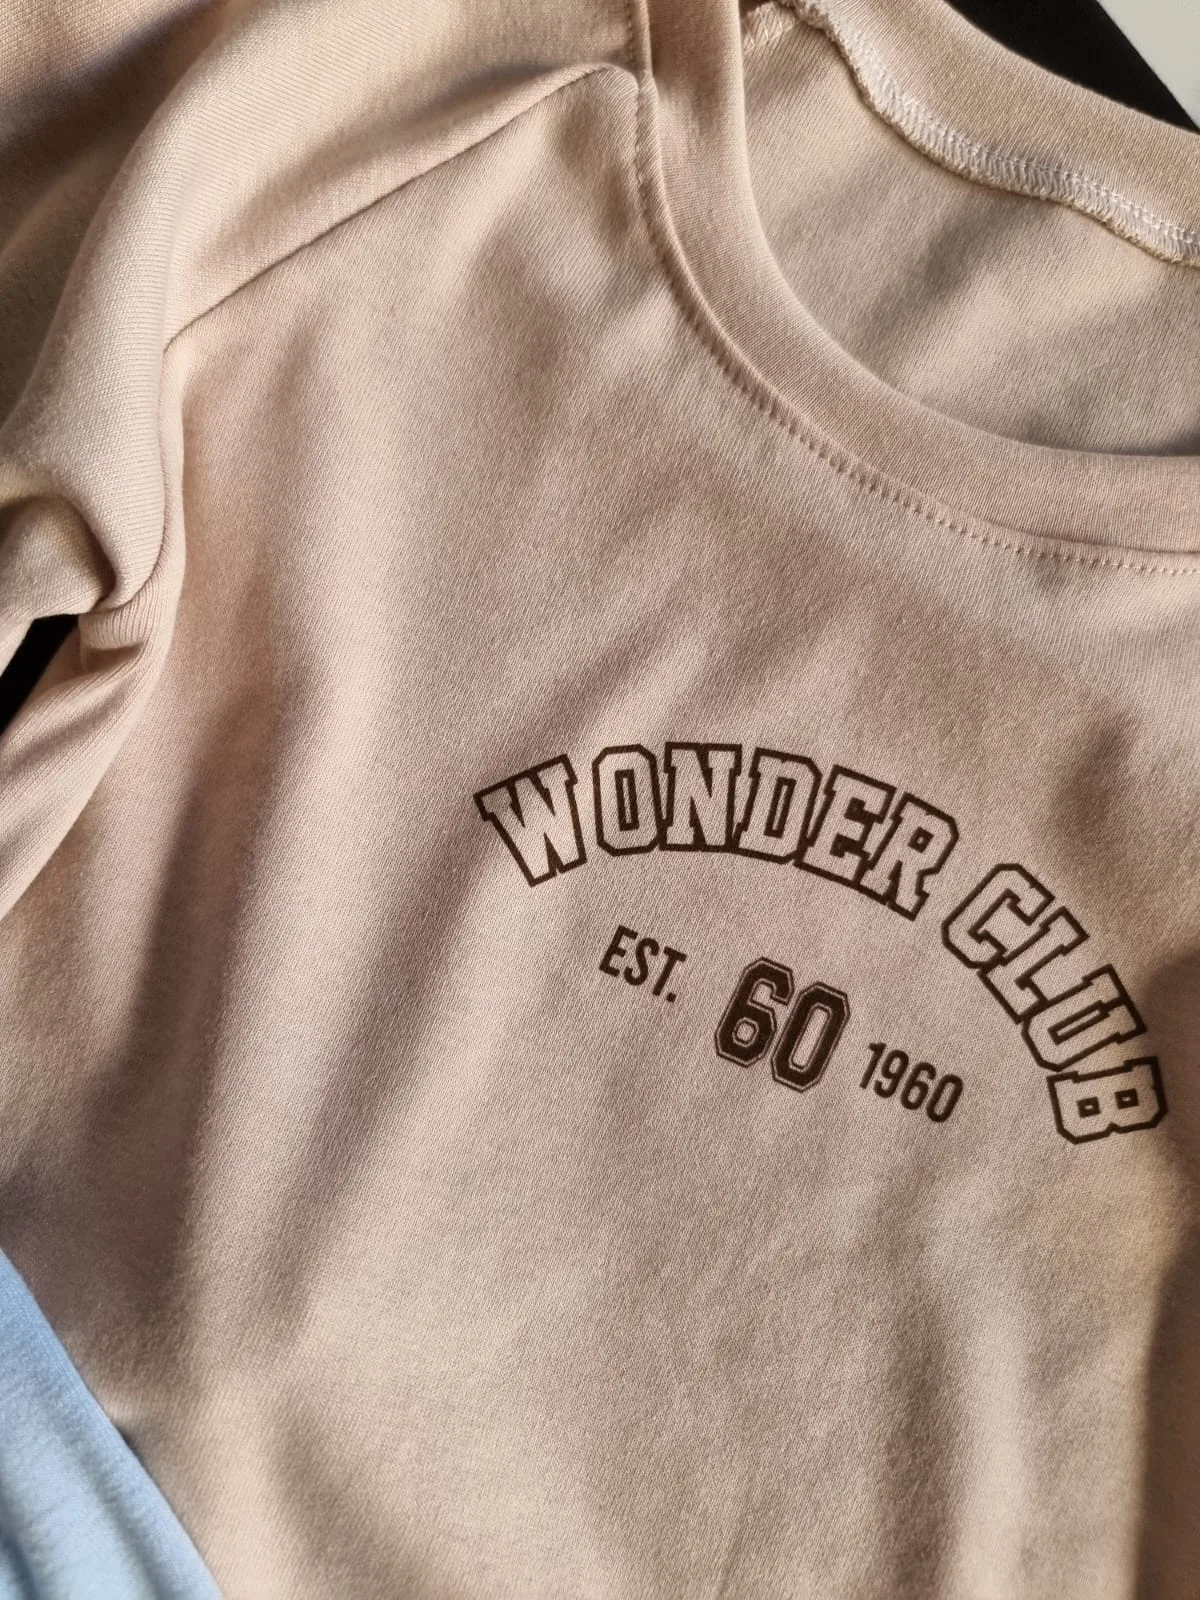 WONDER CLUB
EST. 60 1960